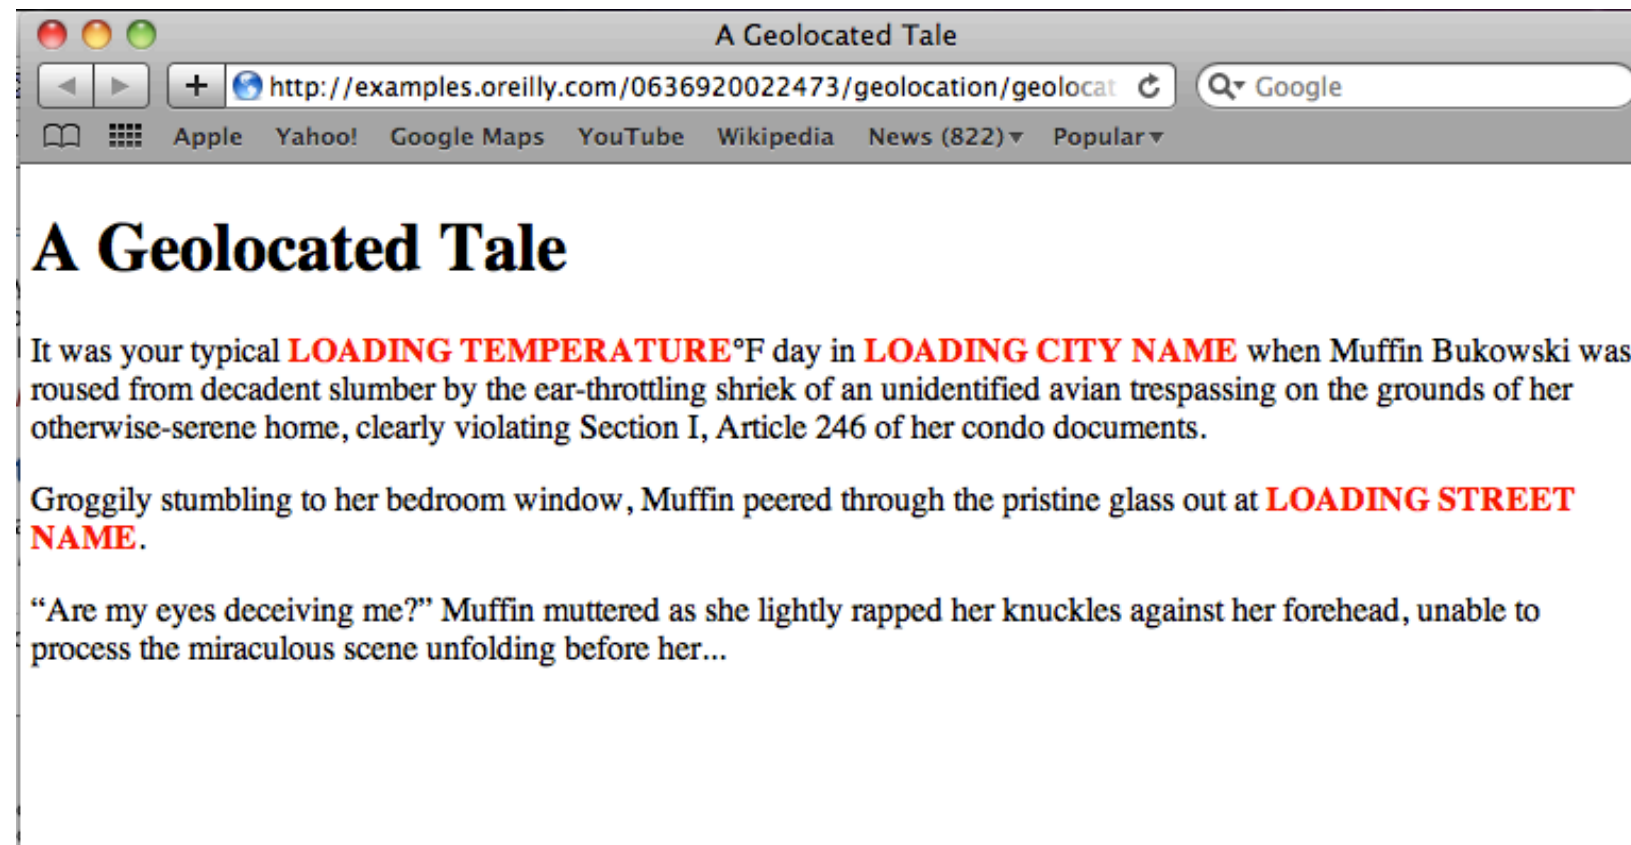 A Geolocated Tale
http://examples.oreilly.com/0636920022473/geolocation/geolocat
Google
Apple Yahoo! Google Maps YouTube Wikipedia News (822) Popular
A Geolocated Tale
It was your typical LOADING TEMPERATURE°F day in LOADING CITY NAME when Muffin Bukowski was
roused from decadent slumber by the ear-throttling shriek of an unidentified avian trespassing on the grounds of her
otherwise-serene home, clearly violating Section I, Article 246 of her condo documents.
Groggily stumbling to her bedroom window, Muffin peered through the pristine glass out at LOADING STREET
NAME.
“Are my eyes deceiving me?” Muffin muttered as she lightly rapped her knuckles against her forehead, unable to
process the miraculous scene unfolding before her...